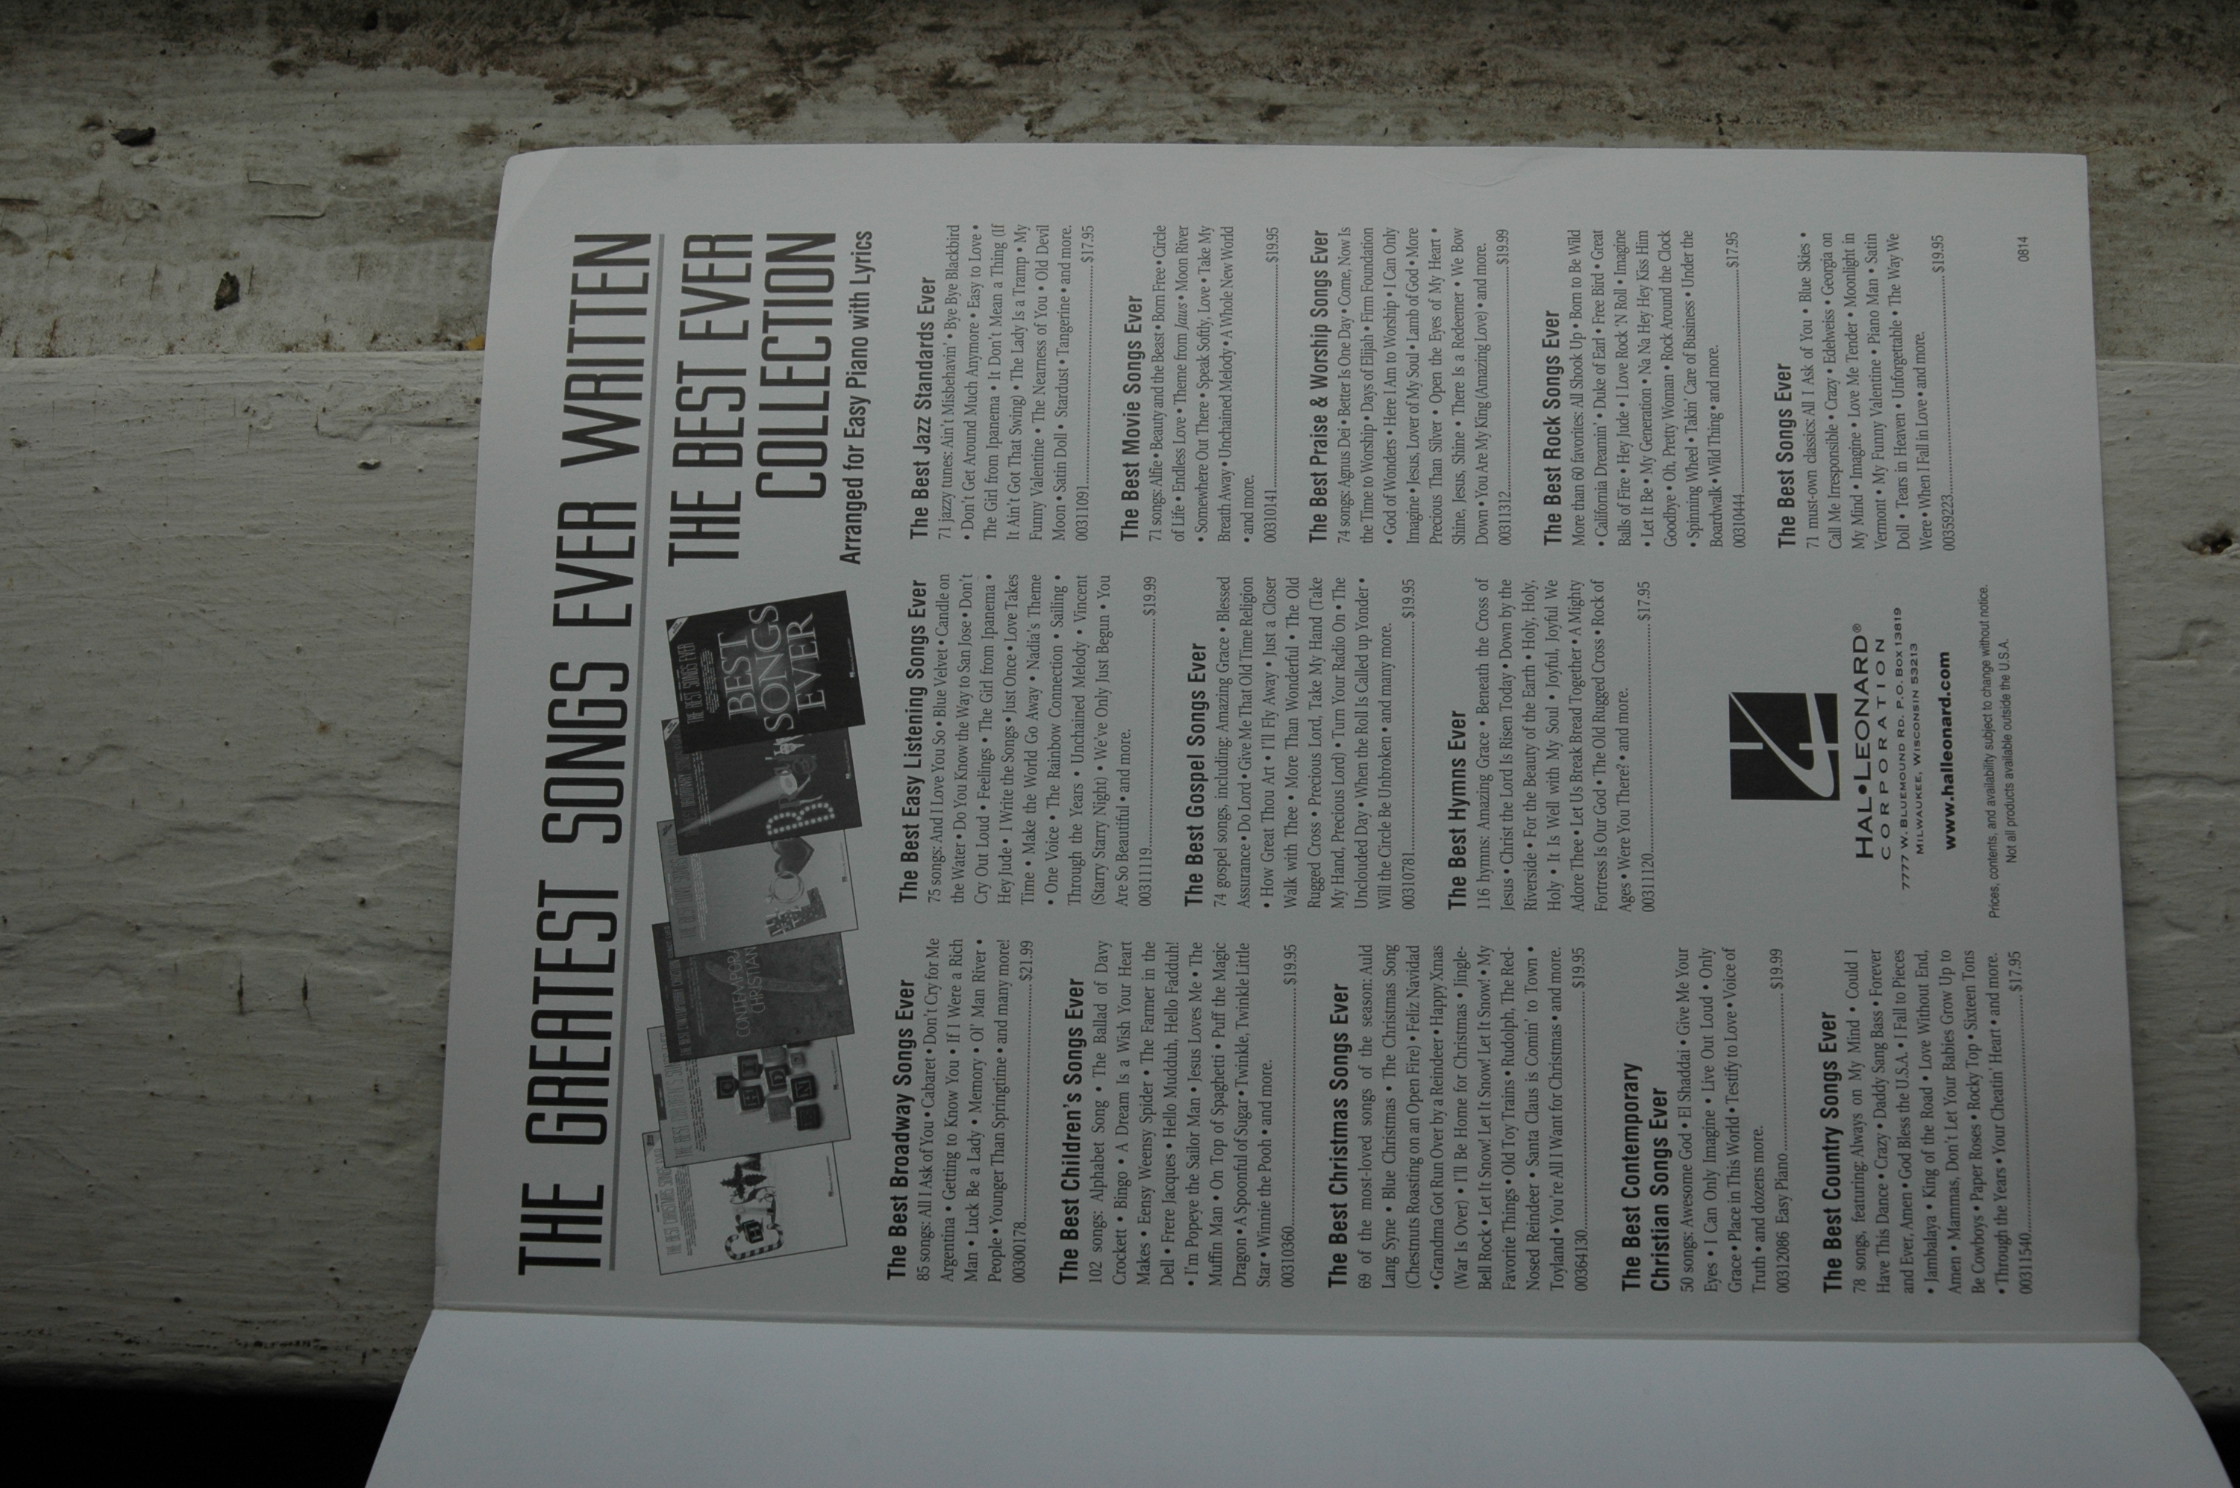 THE GREATEST SONGS EVER WRITTEN
THE BEST EVER
COLLECTION
Arranged for Easy Piano with Lyrics
BEST
SONGS
EVER
CONTEMPORARY
CHRISTIAN
The Best Broadway Songs Ever
85 songs: All I Ask of You • Cabaret • Don't Cry for Me
Argentina • Getting to Know You • If I Were a Rich
Man • Luck Be a Lady • Memory • Ol' Man River •
People • Younger Than Springtime • and many more!
00300178....................$21.99
The Best Children's Songs Ever
102 songs: Alphabet Song • The Ballad of Davy
Crockett • Bingo • A Dream Is a Wish Your Heart
Makes • Eensy Weensy Spider • The Farmer in the
Dell • Frere Jacques • Hello Mudduh, Hello Fadduh!
• I'm Popeye the Sailor Man • Jesus Loves Me • The
Muffin Man • On Top of Spaghetti • Puff the Magic
Dragon • A Spoonful of Sugar • Twinkle, Twinkle Little
Star • Winnie the Pooh • and more.
00310360....................$19.95
The Best Christmas Songs Ever
69 of the most-loved songs of the season: Auld
Lang Syne • Blue Christmas • The Christmas Song
(Chestnuts Roasting on an Open Fire) • Feliz Navidad
• Grandma Got Run Over by a Reindeer • Happy Xmas
(War Is Over) • I'll Be Home for Christmas • Jingle-
Bell Rock • Let It Snow! Let It Snow! Let It Snow! • My
Favorite Things • Old Toy Trains • Rudolph, The Red-
Nosed Reindeer • Santa Claus is Comin' to Town •
Toyland • You're All I Want for Christmas • and more.
00364130....................$19.95
The Best Contemporary
Christian Songs Ever
50 songs: Awesome God • El Shaddai • Give Me Your
Eyes • I Can Only Imagine • Live Out Loud • Only
Grace • Place in This World • Testify to Love • Voice of
Truth • and dozens more.
00312086 Easy Piano....................$19.99
The Best Country Songs Ever
78 songs, featuring: Always on My Mind • Could I
Have This Dance • Crazy • Daddy Sang Bass • Forever
and Ever, Amen • God Bless the U.S.A. • I Fall to Pieces
• Jambalaya • King of the Road • Love Without End,
Amen • Mammas, Don't Let Your Babies Grow Up to
Be Cowboys • Paper Roses • Rocky Top • Sixteen Tons
• Through the Years • Your Cheatin' Heart • and more.
00311540....................$17.95
The Best Easy Listening Songs Ever
75 songs: And I Love You So • Blue Velvet • Candle on
the Water • Do You Know the Way to San Jose • Don't
Cry Out Loud • Feelings • The Girl from Ipanema •
Hey Jude • I Write the Songs • Just Once • Love Takes
Time • Make the World Go Away • Nadia's Theme
• One Voice • The Rainbow Connection • Sailing •
Through the Years • Unchained Melody • Vincent
(Starry Starry Night) • We've Only Just Begun • You
Are So Beautiful • and more.
00311119....................$19.99
The Best Gospel Songs Ever
74 gospel songs, including: Amazing Grace • Blessed
Assurance • Do Lord • Give Me That Old Time Religion
• How Great Thou Art • I'll Fly Away • Just a Closer
Walk with Thee • More Than Wonderful • The Old
Rugged Cross • Precious Lord, Take My Hand (Take
My Hand, Precious Lord) • Turn Your Radio On • The
Unclouded Day • When the Roll Is Called up Yonder •
Will the Circle Be Unbroken • and many more.
00310781....................$19.95
The Best Hymns Ever
116 hymns: Amazing Grace • Beneath the Cross of
Jesus • Christ the Lord Is Risen Today • Down by the
Riverside • For the Beauty of the Earth • Holy, Holy,
Holy • It Is Well with My Soul • Joyful, Joyful We
Adore Thee • Let Us Break Bread Together • A Mighty
Fortress Is Our God • The Old Rugged Cross • Rock of
Ages • Were You There? • and more.
00311120....................$17.95
HAL•LEONARD®
CORPORATION
7777 W. BLUEMOUND RD. P.O. BOX 13819
MILWAUKEE, WISCONSIN 53213
www.halleonard.com
Prices, contents, and availability subject to change without notice.
Not all products available outside the U.S.A.
The Best Jazz Standards Ever
71 jazzy tunes: Ain't Misbehavin' • Bye Bye Blackbird
• Don't Get Around Much Anymore • Easy to Love •
The Girl from Ipanema • It Don't Mean a Thing (If
It Ain't Got That Swing) • The Lady Is a Tramp • My
Funny Valentine • The Nearness of You • Old Devil
Moon • Satin Doll • Stardust • Tangerine • and more.
00311091....................$17.95
The Best Movie Songs Ever
71 songs: Alfie • Beauty and the Beast • Born Free • Circle
of Life • Endless Love • Theme from Jaws • Moon River
• Somewhere Out There • Speak Softly, Love • Take My
Breath Away • Unchained Melody • A Whole New World
• and more.
00310141....................$19.95
The Best Praise & Worship Songs Ever
74 songs: Agnus Dei • Better Is One Day • Come, Now Is
the Time to Worship • Days of Elijah • Firm Foundation
• God of Wonders • Here I Am to Worship • I Can Only
Imagine • Jesus, Lover of My Soul • Lamb of God • More
Precious Than Silver • Open the Eyes of My Heart •
Shine, Jesus, Shine • There Is a Redeemer • We Bow
Down • You Are My King (Amazing Love) • and more.
00311312....................$19.99
The Best Rock Songs Ever
More than 60 favorites: All Shook Up • Born to Be Wild
• California Dreamin' • Duke of Earl • Free Bird • Great
Balls of Fire • Hey Jude • I Love Rock 'N Roll • Imagine
• Let It Be • My Generation • Na Na Hey Hey Kiss Him
Goodbye • Oh, Pretty Woman • Rock Around the Clock
• Spinning Wheel • Takin' Care of Business • Under the
Boardwalk • Wild Thing • and more.
00310444....................$17.95
The Best Songs Ever
71 must-own classics: All I Ask of You • Blue Skies •
Call Me Irresponsible • Crazy • Edelweiss • Georgia on
My Mind • Imagine • Love Me Tender • Moonlight in
Vermont • My Funny Valentine • Piano Man • Satin
Doll • Tears in Heaven • Unforgettable • The Way We
Were • When I Fall in Love • and more.
00359223....................$19.95
0814